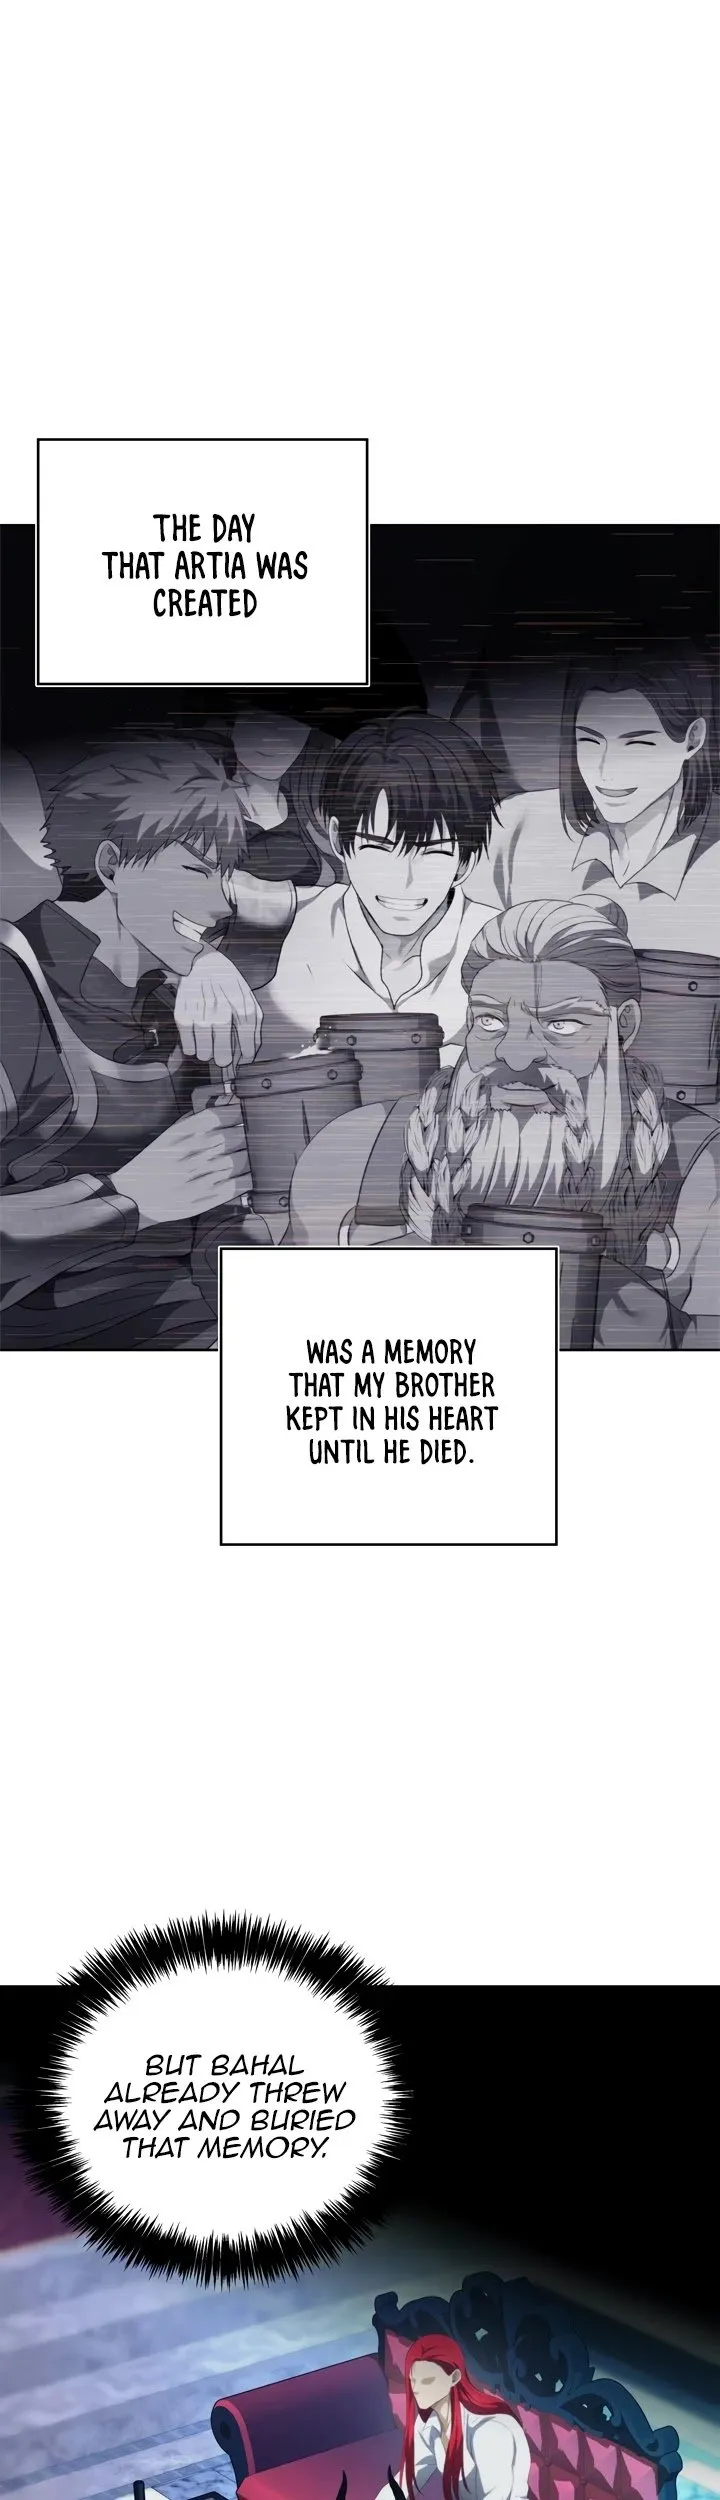 THE DAY
THAT ARTIA WAS
CREATED
WAS A MEMORY
THAT MY BROTHER
KEPT IN HIS HEART
UNTIL HE DIED.
BUT BAHAL
ALREADY THREW
AWAY AND BURIED
THAT MEMORY.